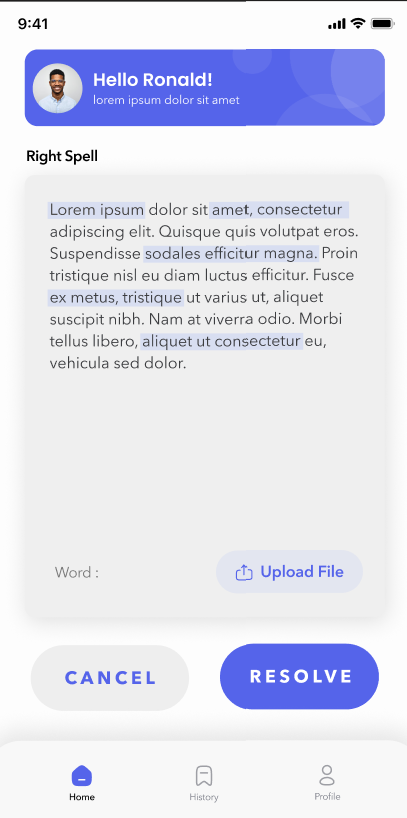 9:41
Hello Ronald!
lorem ipsum dolor sit amet
Right Spell
Lorem ipsum dolor sit amet, consectetur
adipiscing elit. Quisque quis volutpat eros.
Suspendisse sodales efficitur magna. Proin
tristique nisl eu diam luctus efficitur. Fusce
ex metus, tristique ut varius ut, aliquet
suscipit nibh. Nam at viverra odio. Morbi
tellus libero, aliquet ut consectetur eu,
vehicula sed dolor.
Word :
Upload File
CANCEL
RESOLVE
Home
History
Profile